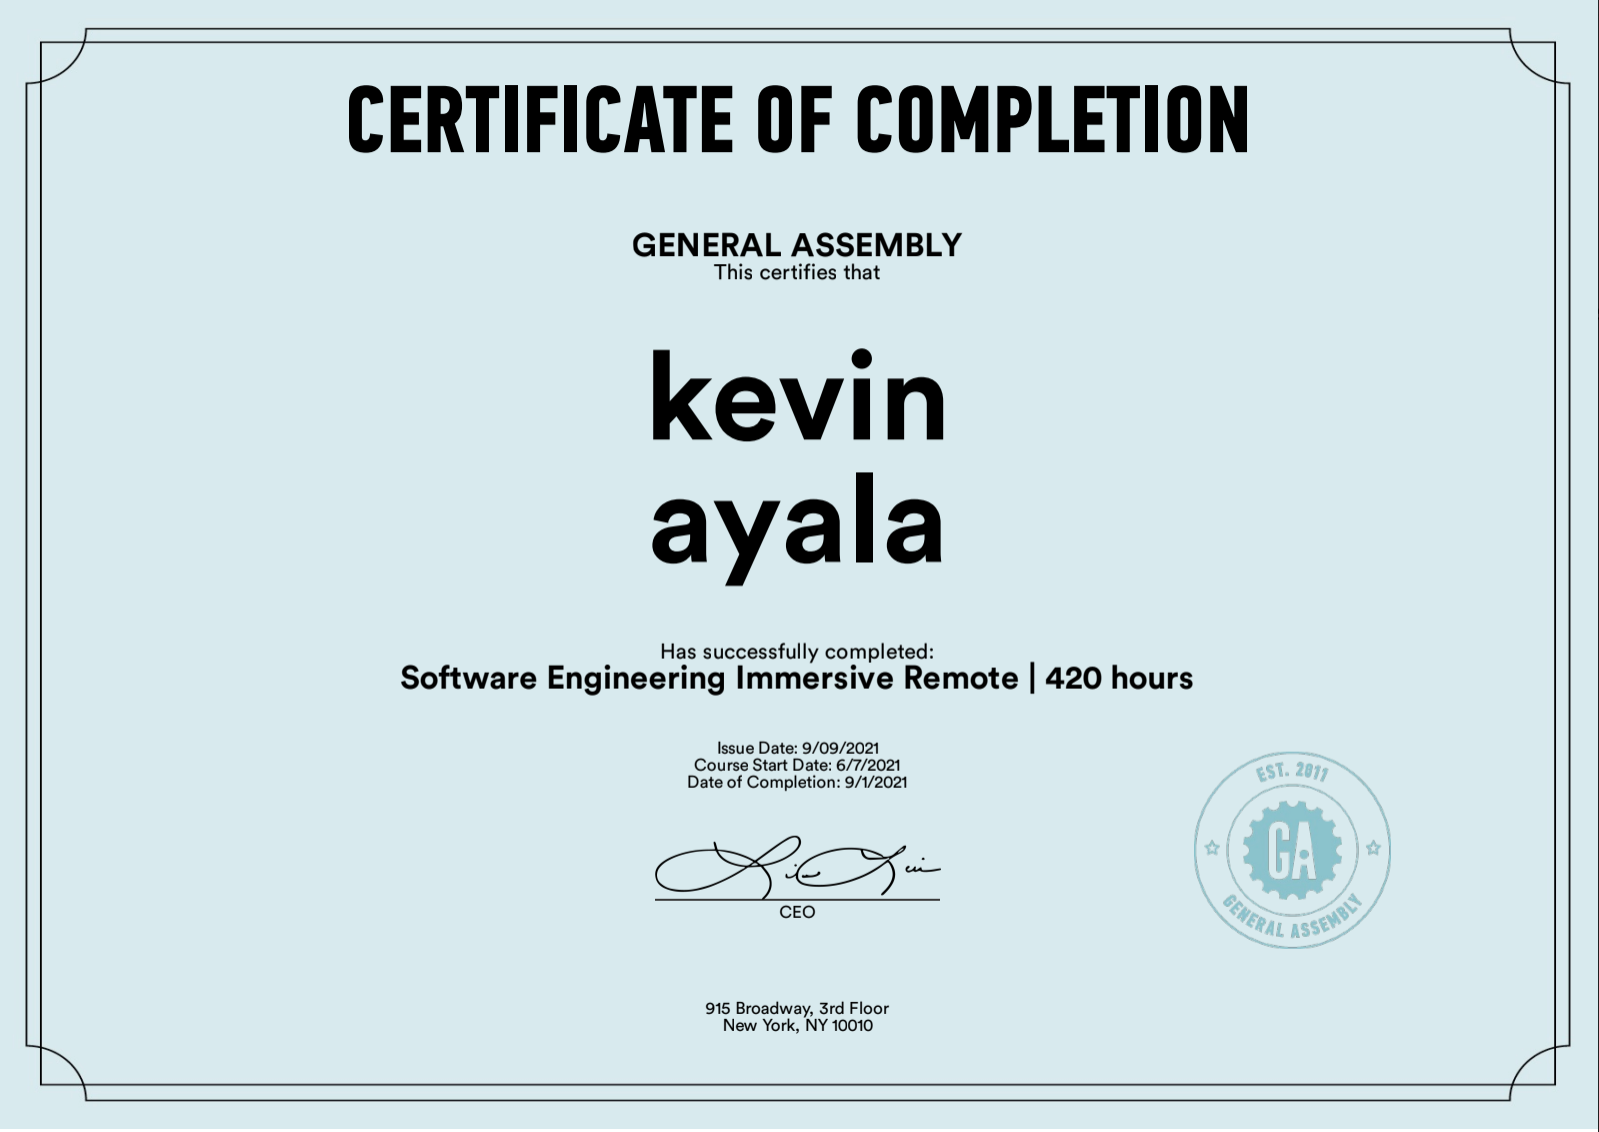 CERTIFICATE OF COMPLETION
GENERAL ASSEMBLY
This certifies that
kevin
ayala
Has successfully completed:
Software Engineering Immersive Remote | 420 hours
Issue Date: 9/09/2021
Course Start Date: 6/7/2021
Date of Completion: 9/1/2021
CEO
EST. 2011
GA
GENERAL ASSEMBLY
915 Broadway, 3rd Floor
New York, NY 10010